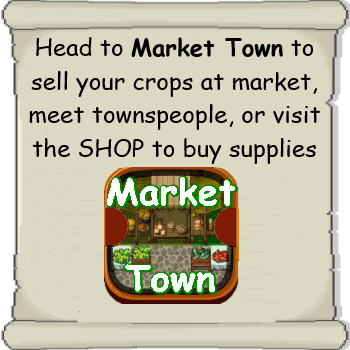 Head to Market Town to
sell your crops at market,
meet townspeople, or visit
the SHOP to buy supplies
Market
Town